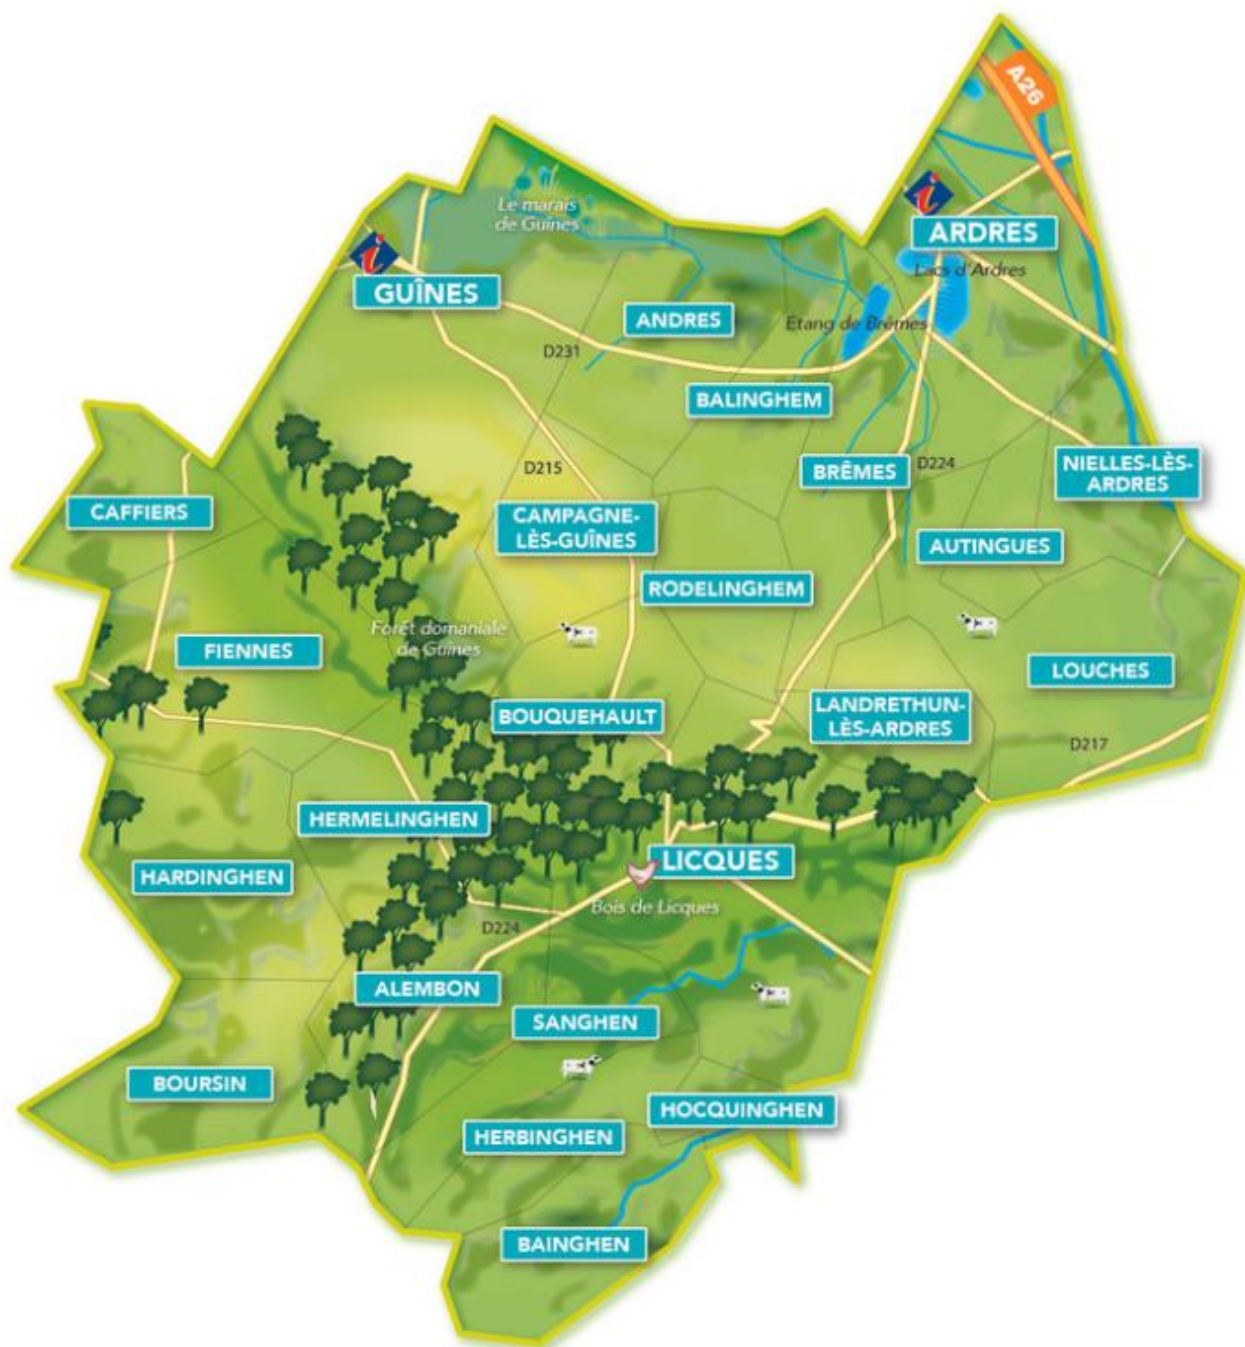 A26
i
Le marais
de Guînes
i
ARDRES
Lacs d'Ardres
GUÎNES
ANDRES
Etang de Brêmes
D231
BALINGHEM
D215
BRÊMES
D224
NIELLES-LÈS-
ARDRES
CAFFIERS
CAMPAGNE-
LÈS-GUÎNES
AUTINGUES
RODELINGHEM
Forêt domaniale
de Guînes
FIENNES
LOUCHES
BOUQUEHAULT
LANDRETHUN-
LÈS-ARDRES
D217
HERMELINGHEN
LICQUES
HARDINGHEN
Bois de Licques
D224
ALEMBON
SANGHEN
BOURSIN
HOCQUINGHEN
HERBINGHEN
BAINGHEN